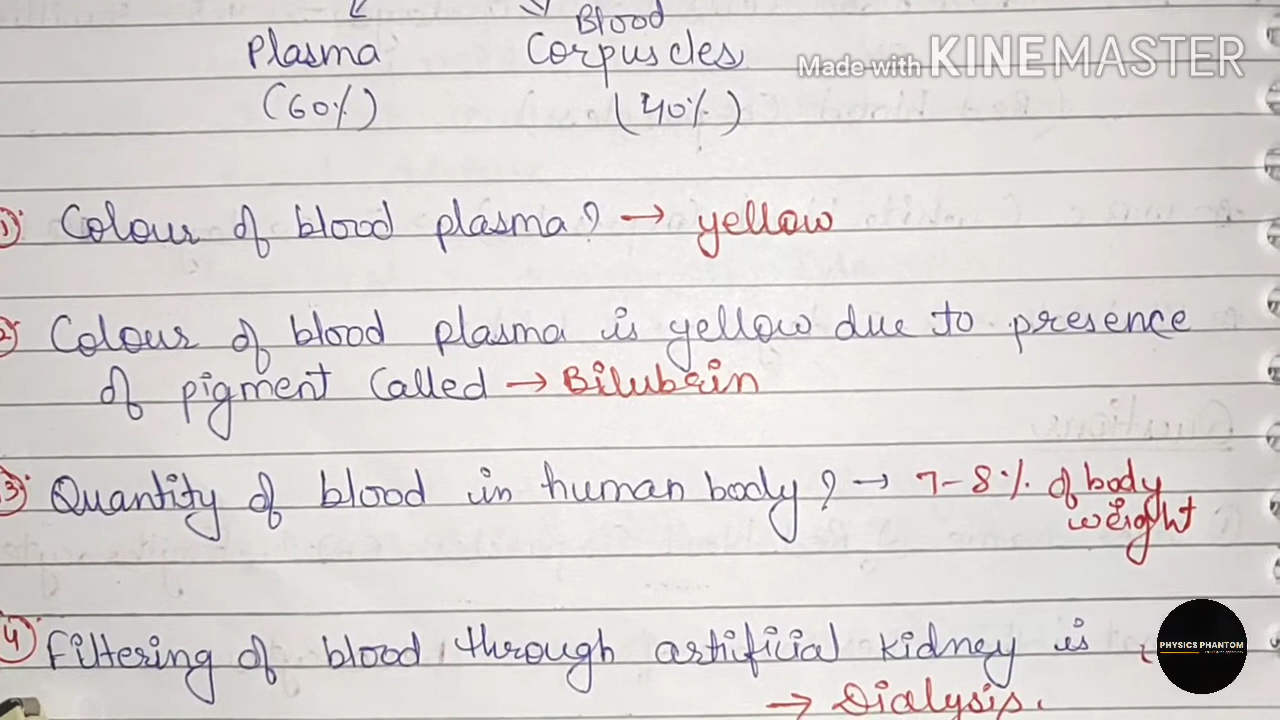 Blood
Plasma Corpuscles
(60%) (40%)
Made with KINEMASTER
1) Colour of blood plasma? → yellow
2) Colour of blood plasma is yellow due to presence
of pigment called → Bilubrin
3) Quantity of blood in human body? → 7-8% of body
weight
4) Filtering of blood through artificial kidney is
→ Dialysis.
PHYSICS PHANTOM